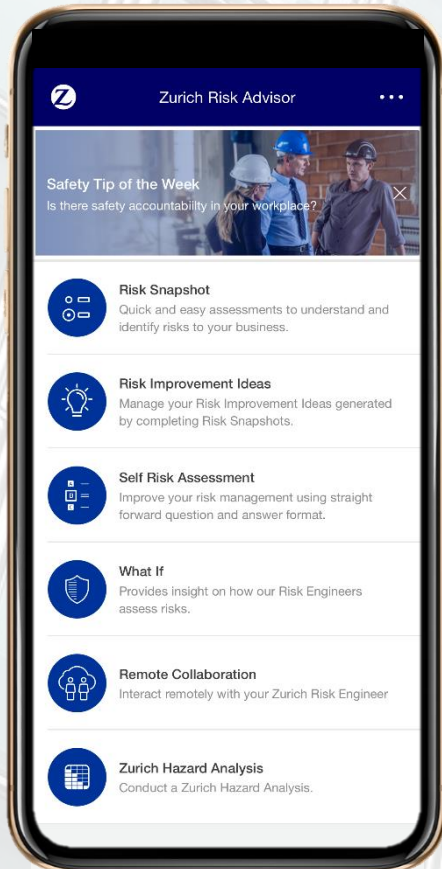 Zurich Risk Advisor
Safety Tip of the Week
Is there safety accountabilty in your workplace?
Risk Snapshot
Quick and easy assessments to understand and
identify risks to your business.
Risk Improvement Ideas
Manage your Risk Improvement Ideas generated
by completing Risk Snapshots.
Self Risk Assessment
Improve your risk management using straight
forward question and answer format.
What If
Provides insight on how our Risk Engineers
assess risks.
Remote Collaboration
Interact remotely with your Zurich Risk Engineer
Zurich Hazard Analysis
Conduct a Zurich Hazard Analysis.